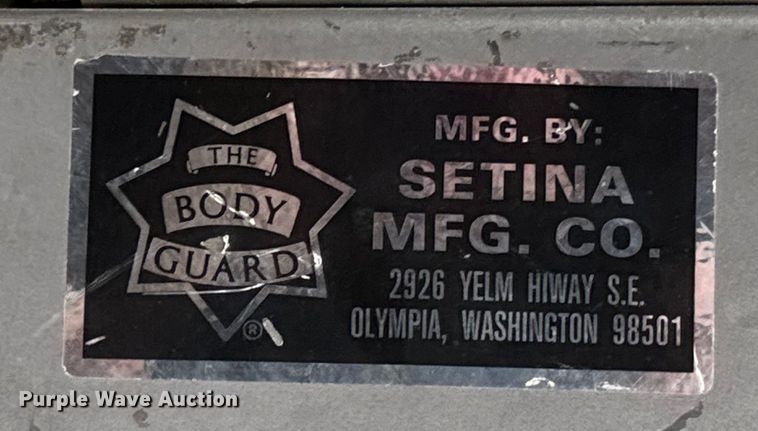 THE
BODY
GUARD
®
MFG. BY:
SETINA
MFG. CO.
2926 YELM HIWAY S.E.
OLYMPIA, WASHINGTON 98501
Purple Wave Auction